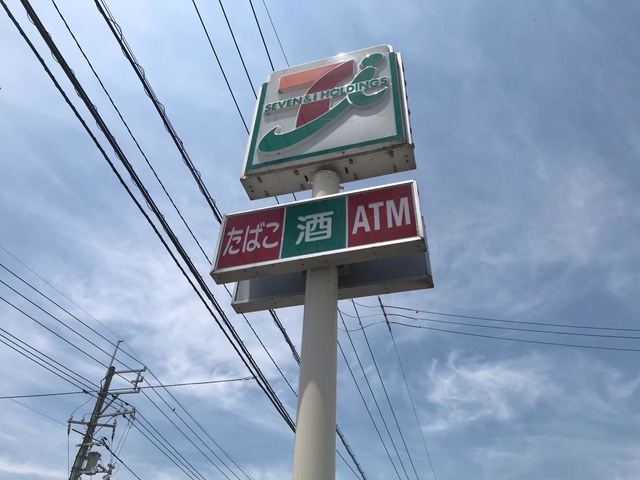 SEVEN & i HOLDINGS
たばこ 酒 ATM